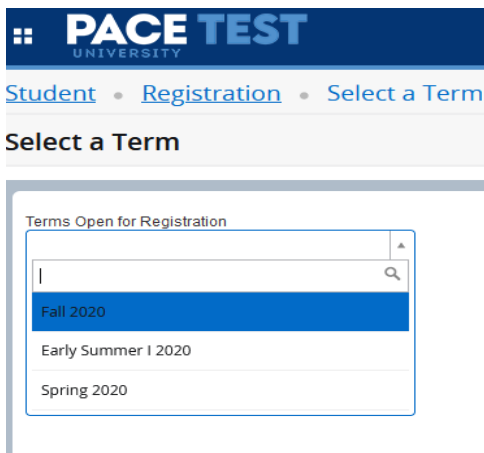 PACE TEST
UNIVERSITY
Student • Registration • Select a Term
Select a Term
Terms Open for Registration
Fall 2020
Early Summer I 2020
Spring 2020